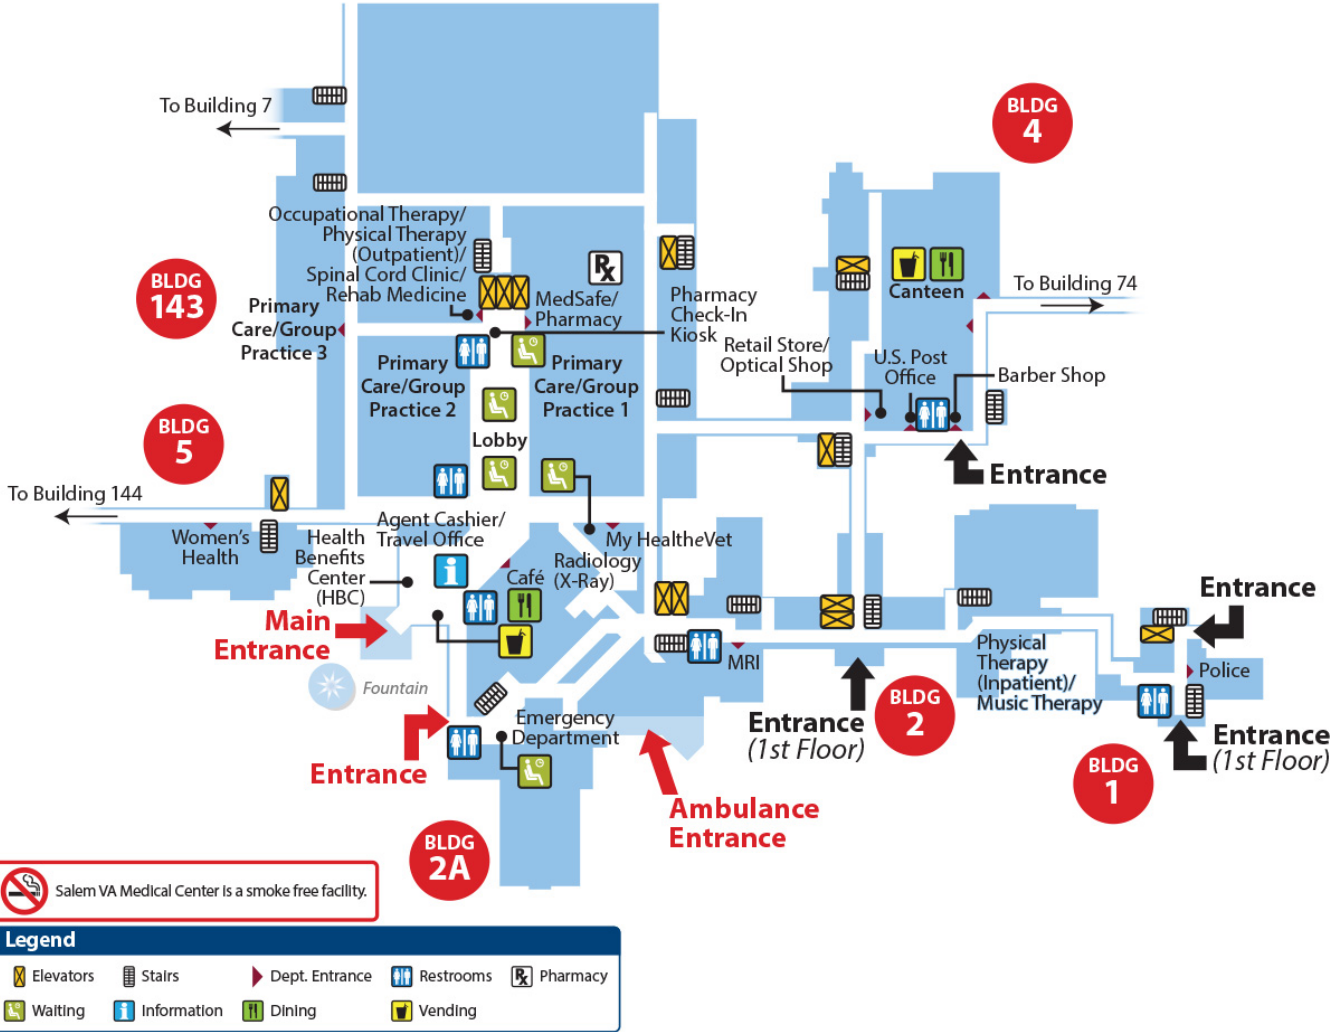 To Building 7
BLDG
4
Occupational Therapy/
Physical Therapy
(Outpatient)/
Spinal Cord Clinic/
Rehab Medicine
Rx
BLDG
143
Primary
Care/Group
Practice 3
MedSafe/
Pharmacy
Pharmacy
Check-In
Kiosk
Canteen
To Building 74
Retail Store/
Optical Shop
U.S. Post
Office
Barber Shop
Primary
Care/Group
Practice 2
Primary
Care/Group
Practice 1
BLDG
5
Lobby
Entrance
To Building 144
Women's
Health
Health
Benefits
Center
(HBC)
Agent Cashier/
Travel Office
My HealtheVet
Radiology
(X-Ray)
i
Café
Main
Entrance
Entrance
MRI
Physical
Therapy
(Inpatient)/
Music Therapy
Police
Fountain
Emergency
Department
Entrance
Entrance
(1st Floor)
BLDG
2
Entrance
(1st Floor)
BLDG
1
Ambulance
Entrance
BLDG
2A
Salem VA Medical Center is a smoke free facility.
Legend
Elevators
Stairs
Dept. Entrance
Restrooms
Rx Pharmacy
Waiting
i Information
Dining
Vending